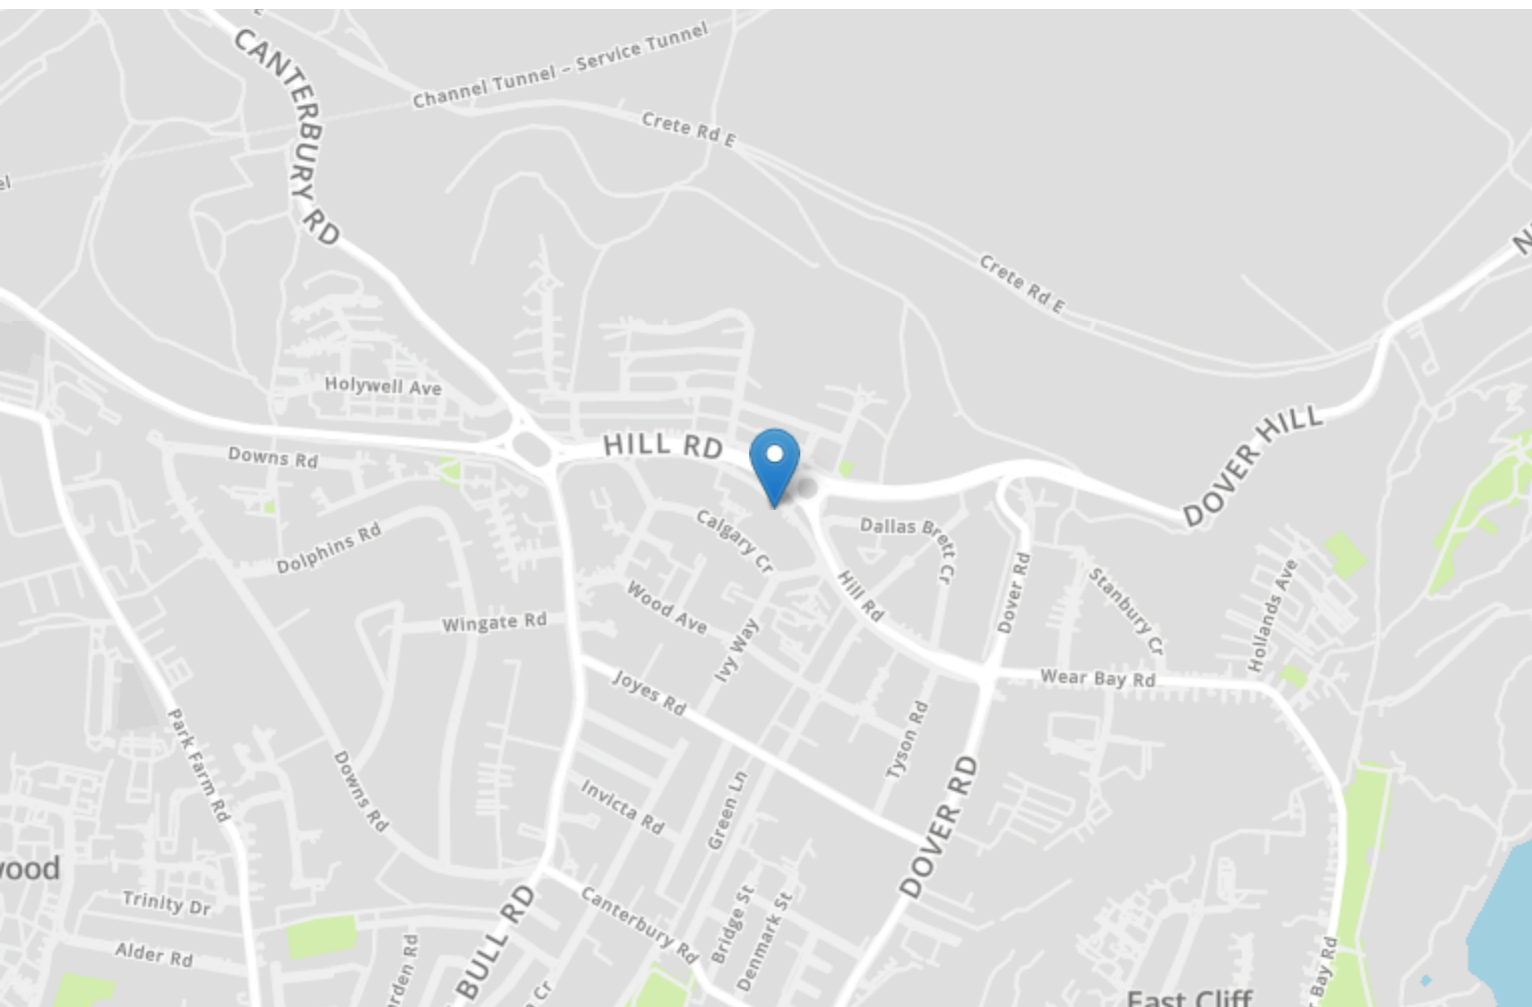 CANTERBURY RD
Channel Tunnel – Service Tunnel
Crete Rd E
Crete Rd E
Holywell Ave
HILL RD
DOVER HILL
Downs Rd
Calgary Cr
Dallas Brett Cr
Dolphins Rd
Hill Rd
Dover Rd
Stanbury Cr
Hollands Ave
Wood Ave
Wingate Rd
Ivy Way
Joyes Rd
Wear Bay Rd
Park Farm Rd
Tyson Rd
Downs Rd
Invicta Rd
Green Ln
DOVER RD
wood
Trinity Dr
BULL RD
Canterbury Rd
Bridge St
Denmark St
Alder Rd
arden Rd
Cr
Bay Rd
East Cliff